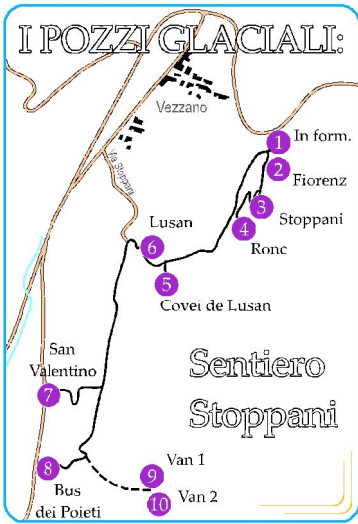 I POZZI GLACIALI:
Vezzano
Via Stoppani
1 In form.
2
Fiorenz
3
Stoppani
4
Ronc
Lusan
6
5
Covei de Lusan
San
Valentino
7
Sentiero
Stoppani
8
Bus
dei Poieti
9 Van 1
10 Van 2